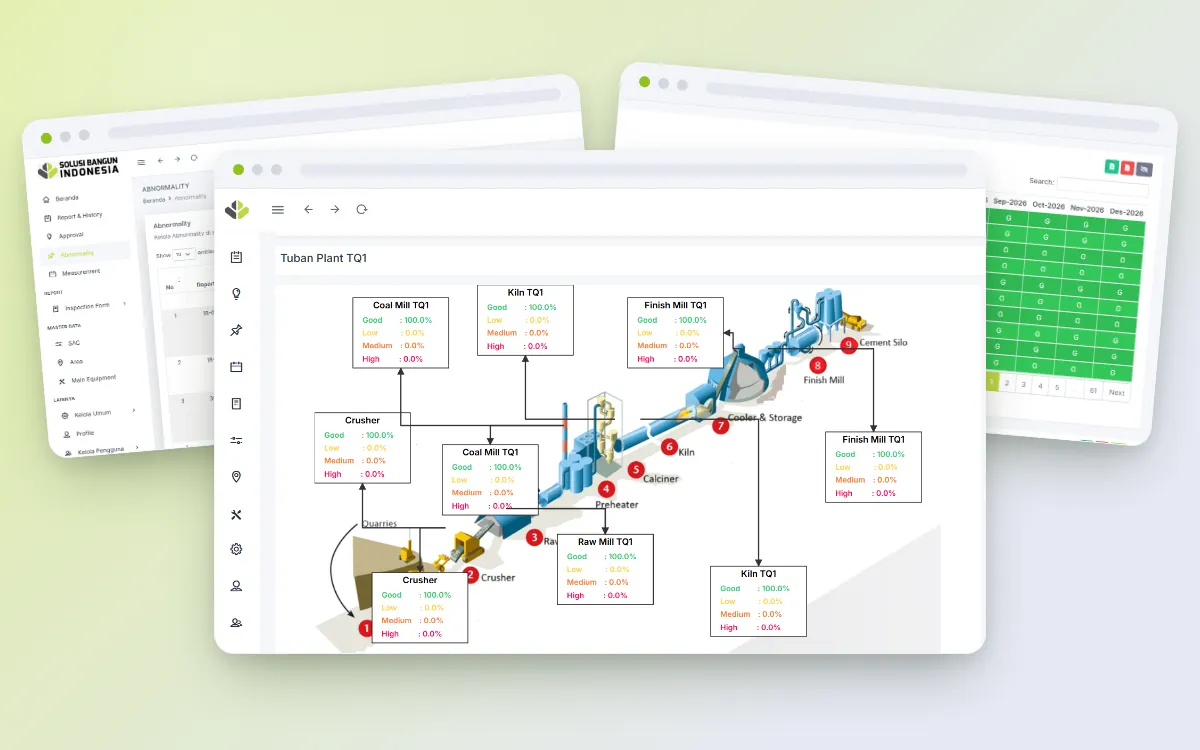 SOLUSI BANGUN
INDONESIA
Beranda
Report & History
Approval
Abnormality
Measurement
REPORT
Inspection Form
MASTER DATA
SAC
Area
Main Equipment
LAINNYA
Kelola Umum
Profile
Kelola Pengguna
ABNORMALITY
Beranda > Abnormality
Abnormality
Kelola Abnormality di
Show 10
No
1
2
3
Tuban Plant TQ1
Coal Mill TQ1
Good : 100.0%
Low : 0.0%
Medium : 0.0%
High : 0.0%
Kiln TQ1
Good : 100.0%
Low : 0.0%
Medium : 0.0%
High : 0.0%
Finish Mill TQ1
Good : 100.0%
Low : 0.0%
Medium : 0.0%
High : 0.0%
9 Cement Silo
8
Finish Mill
Crusher
Good : 100.0%
Low : 0.0%
Medium : 0.0%
High : 0.0%
7 Cooler & Storage
Coal Mill TQ1
Good : 100.0%
Low : 0.0%
Medium : 0.0%
High : 0.0%
6 Kiln
5 Calciner
4
Preheater
Finish Mill TQ1
Good : 100.0%
Low : 0.0%
Medium : 0.0%
High : 0.0%
Quarries
3
Raw Mill TQ1
Good : 100.0%
Low : 0.0%
Medium : 0.0%
High : 0.0%
2 Crusher
Crusher
Good : 100.0%
Low : 0.0%
Medium : 0.0%
High : 0.0%
1
Kiln TQ1
Good : 100.0%
Low : 0.0%
Medium : 0.0%
High : 0.0%
Search:
Sep-2026 Oct-2026 Nov-2026 Des-2026
G G G G
G G G G
G G G G
G G G G
G G G G
G G G G
G G G G
G G G G
G G G G
G G G G
1 2 3 4 5 61 Next